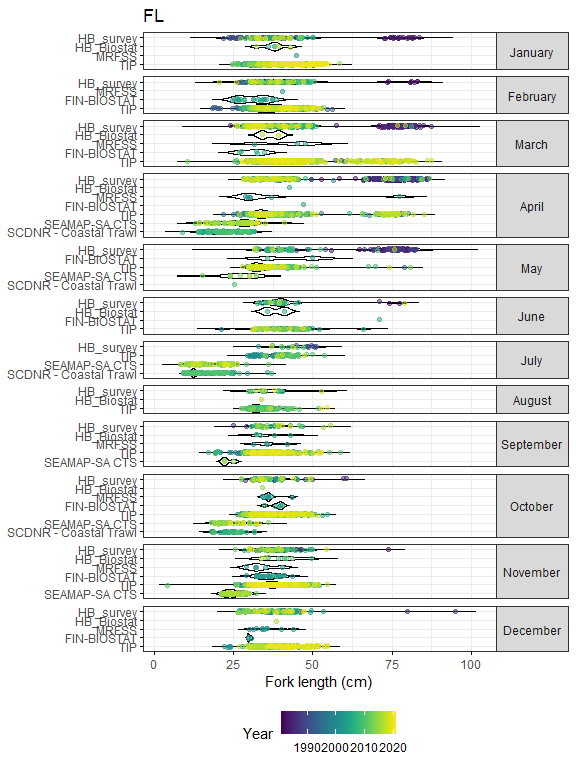 FL
HB_survey
HB_Biostat
MRFSS
TIP
January
HB_survey
MRFSS
FIN-BIOSTAT
TIP
February
HB_survey
HB_Biostat
MRFSS
FIN-BIOSTAT
TIP
March
HB_survey
HB_Biostat
MRFSS
FIN-BIOSTAT
TIP
SEAMAP-SA CTS
SCDNR - Coastal Trawl
April
HB_survey
FIN-BIOSTAT
TIP
SEAMAP-SA CTS
SCDNR - Coastal Trawl
May
HB_survey
HB_Biostat
FIN-BIOSTAT
TIP
June
HB_survey
TIP
SEAMAP-SA CTS
SCDNR - Coastal Trawl
July
HB_survey
HB_Biostat
TIP
August
HB_survey
HB_Biostat
MRFSS
TIP
SEAMAP-SA CTS
September
HB_survey
HB_Biostat
MRFSS
FIN-BIOSTAT
TIP
SEAMAP-SA CTS
SCDNR - Coastal Trawl
October
HB_survey
HB_Biostat
MRFSS
FIN-BIOSTAT
TIP
SEAMAP-SA CTS
November
HB_survey
HB_Biostat
MRFSS
FIN-BIOSTAT
TIP
December
0 25 50 75 100
Fork length (cm)
Year
1990 2000 2010 2020